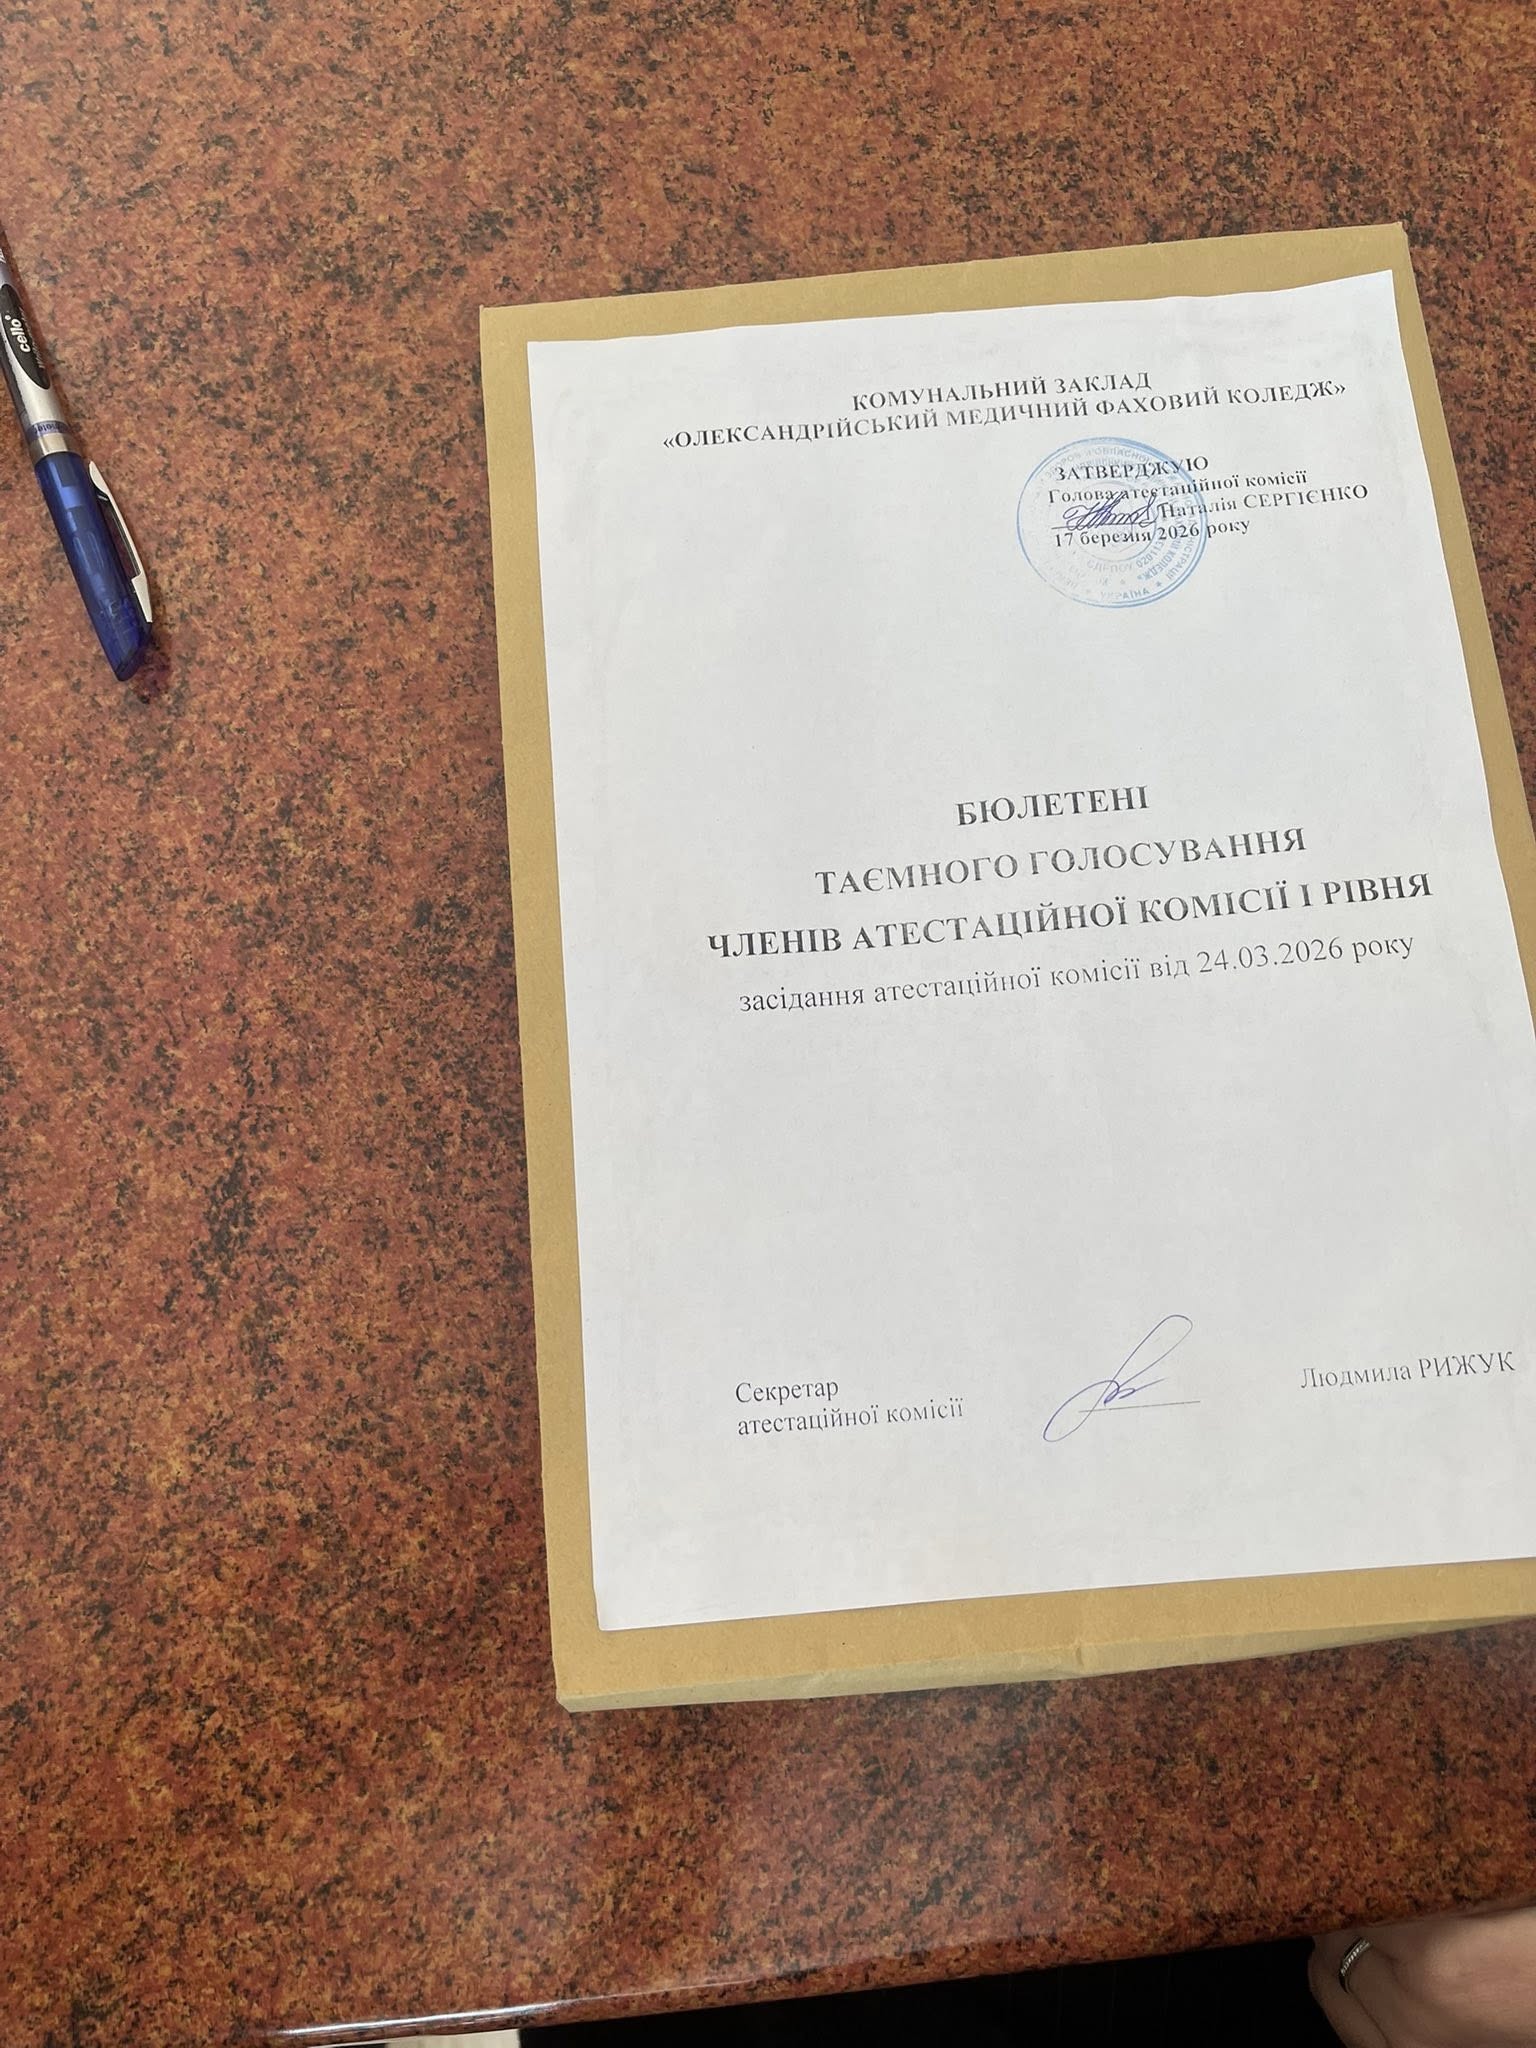 cello
КОМУНАЛЬНИЙ ЗАКЛАД
«ОЛЕКСАНДРІЙСЬКИЙ МЕДИЧНИЙ ФАХОВИЙ КОЛЕДЖ»
ЗАТВЕРДЖУЮ
Голова атестаційної комісії
Наталія СЕРГІЄНКО
17 березня 2026 року
УКРАЇНА
БЮЛЕТЕНІ
ТАЄМНОГО ГОЛОСУВАННЯ
ЧЛЕНІВ АТЕСТАЦІЙНОЇ КОМІСІЇ І РІВНЯ
засідання атестаційної комісії від 24.03.2026 року
Секретар
атестаційної комісії
Людмила РИЖУК